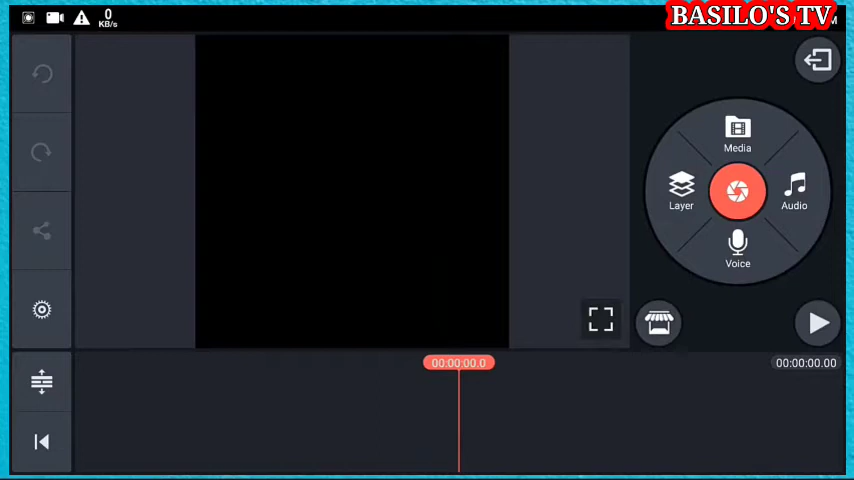 0
KB/s
BASILO'S TV
M
Media
Layer
Audio
Voice
00:00:00.0
00:00:00.00